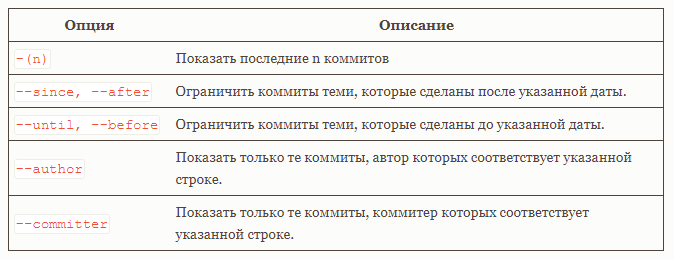 Опция Описание
-(n) Показать последние n коммитов
--since, --after Ограничить коммиты теми, которые сделаны после указанной даты.
--until, --before Ограничить коммиты теми, которые сделаны до указанной даты.
--author Показать только те коммиты, автор которых соответствует указанной
строке.
--committer Показать только те коммиты, коммитер которых соответствует
указанной строке.